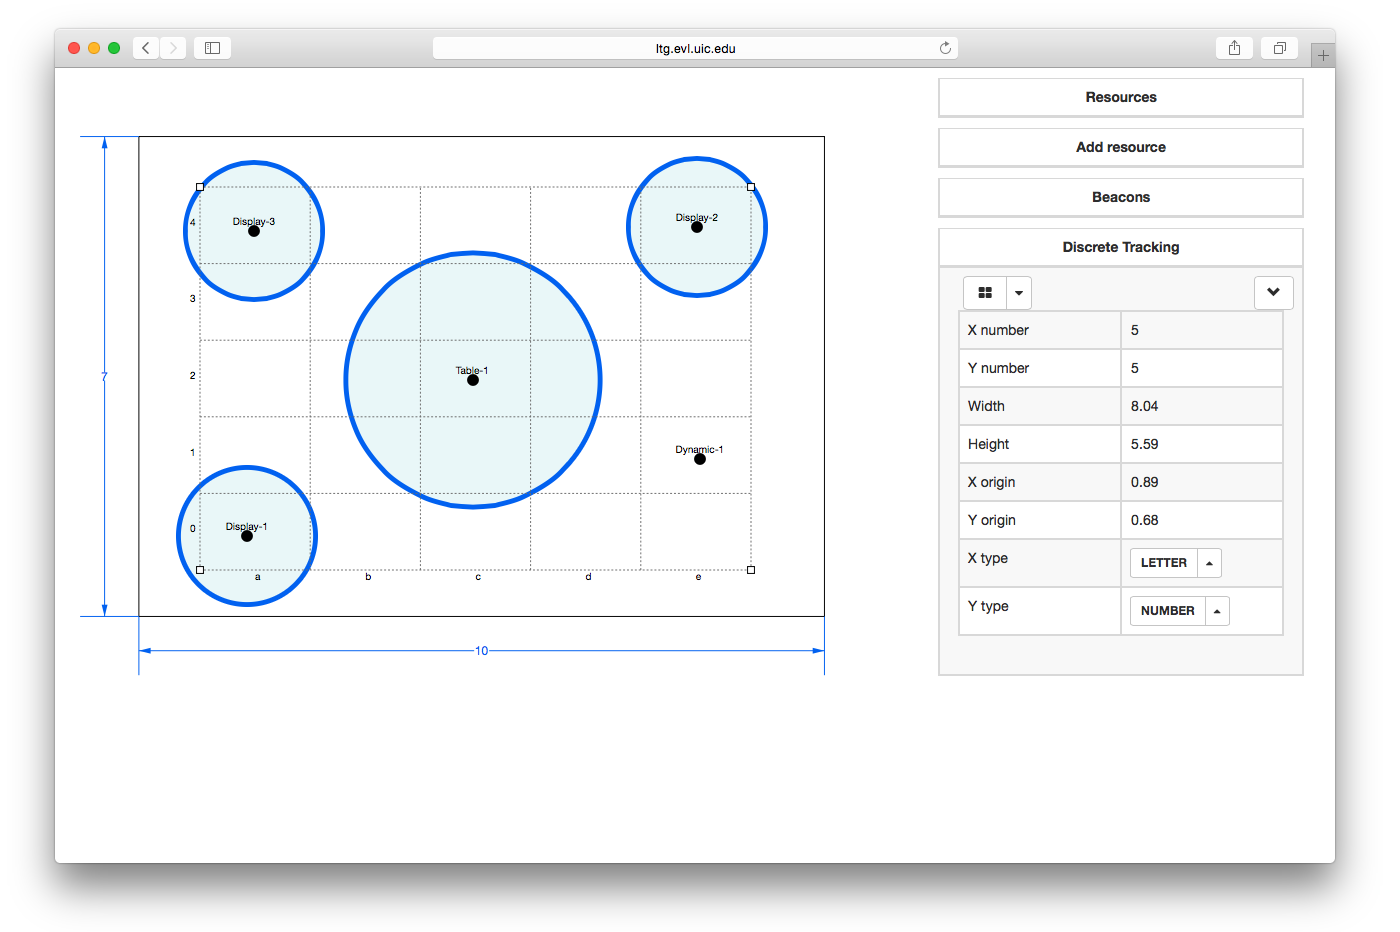 ltg.evl.uic.edu
Resources
Add resource
Beacons
Discrete Tracking
X number 5
Y number 5
Width 8.04
Height 5.59
X origin 0.89
Y origin 0.68
X type LETTER
Y type NUMBER
Display-3
Display-2
4
3
Table-1
2
7
Dynamic-1
1
Display-1
0
a b c d e
10